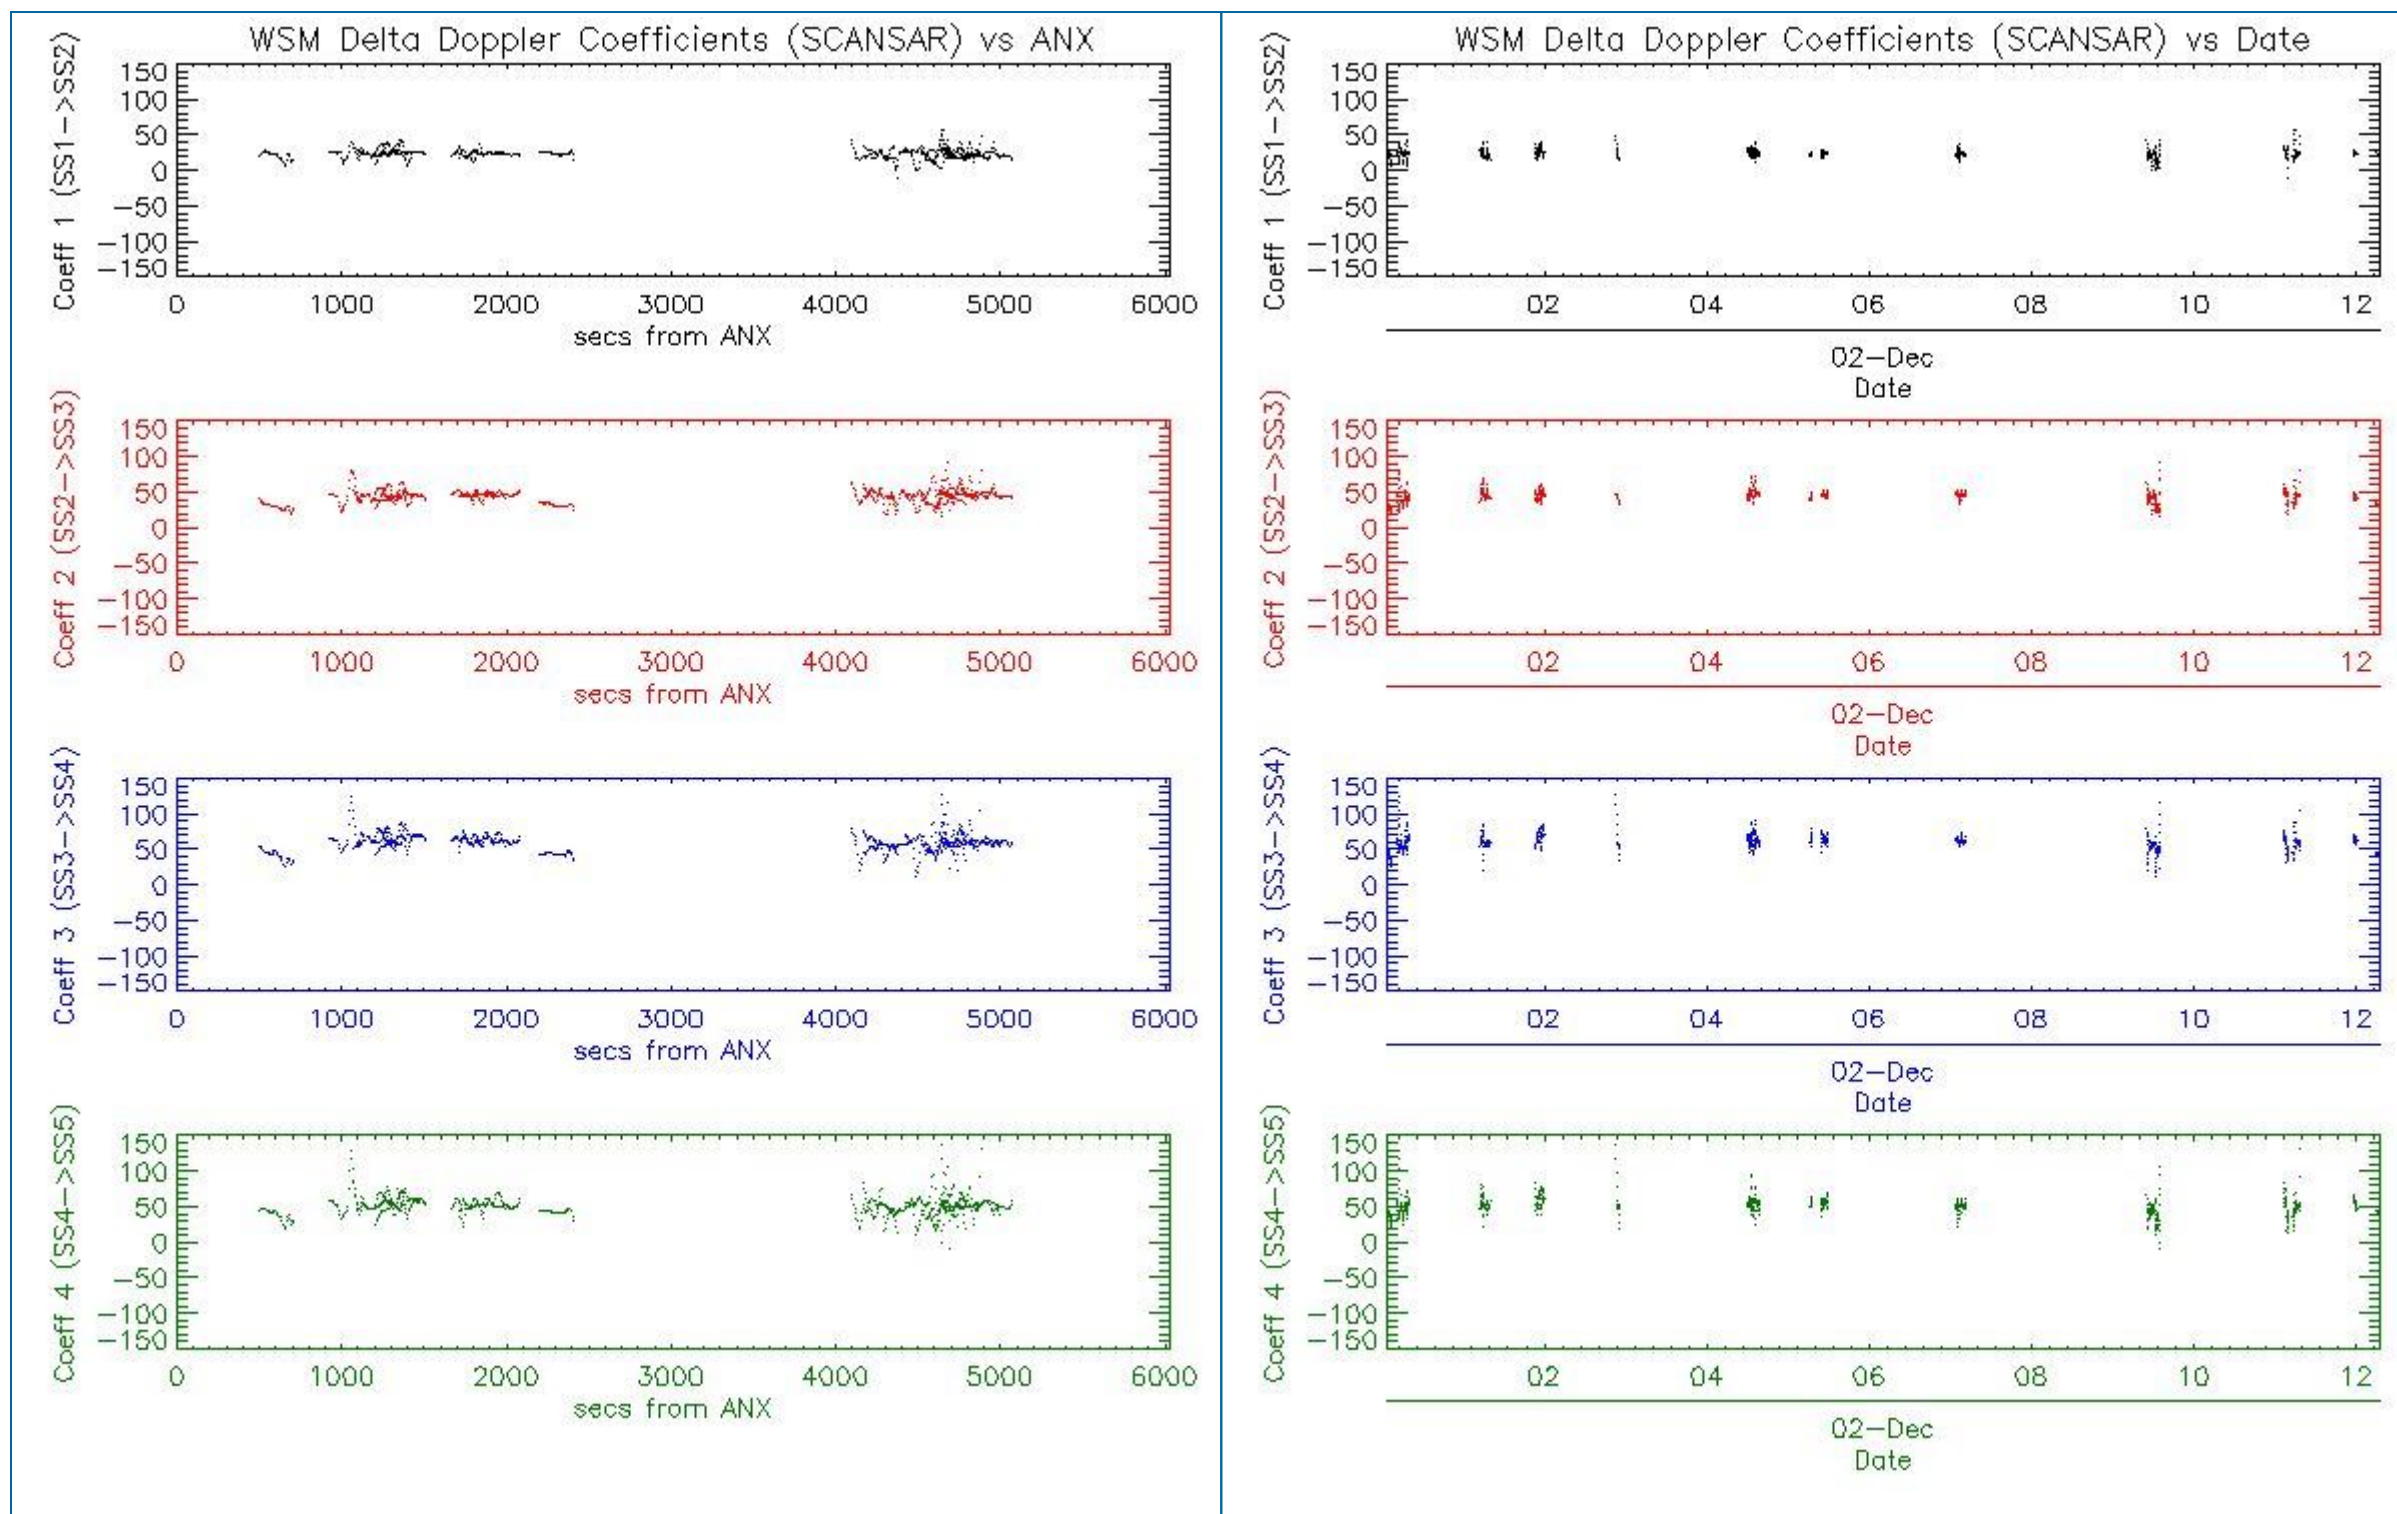 WSM Delta Doppler Coefficients (SCANSAR) vs ANX
Coeff 1 (SS1->SS2)
150
100
50
0
-50
-100
-150
0 1000 2000 3000 4000 5000 6000
secs from ANX
Coeff 2 (SS2->SS3)
150
100
50
0
-50
-100
-150
0 1000 2000 3000 4000 5000 6000
secs from ANX
Coeff 3 (SS3->SS4)
150
100
50
0
-50
-100
-150
0 1000 2000 3000 4000 5000 6000
secs from ANX
Coeff 4 (SS4->SS5)
150
100
50
0
-50
-100
-150
0 1000 2000 3000 4000 5000 6000
secs from ANX
WSM Delta Doppler Coefficients (SCANSAR) vs Date
Coeff 1 (SS1->SS2)
150
100
50
0
-50
-100
-150
02 04 06 08 10 12
02-Dec
Date
Coeff 2 (SS2->SS3)
150
100
50
0
-50
-100
-150
02 04 06 08 10 12
02-Dec
Date
Coeff 3 (SS3->SS4)
150
100
50
0
-50
-100
-150
02 04 06 08 10 12
02-Dec
Date
Coeff 4 (SS4->SS5)
150
100
50
0
-50
-100
-150
02 04 06 08 10 12
02-Dec
Date